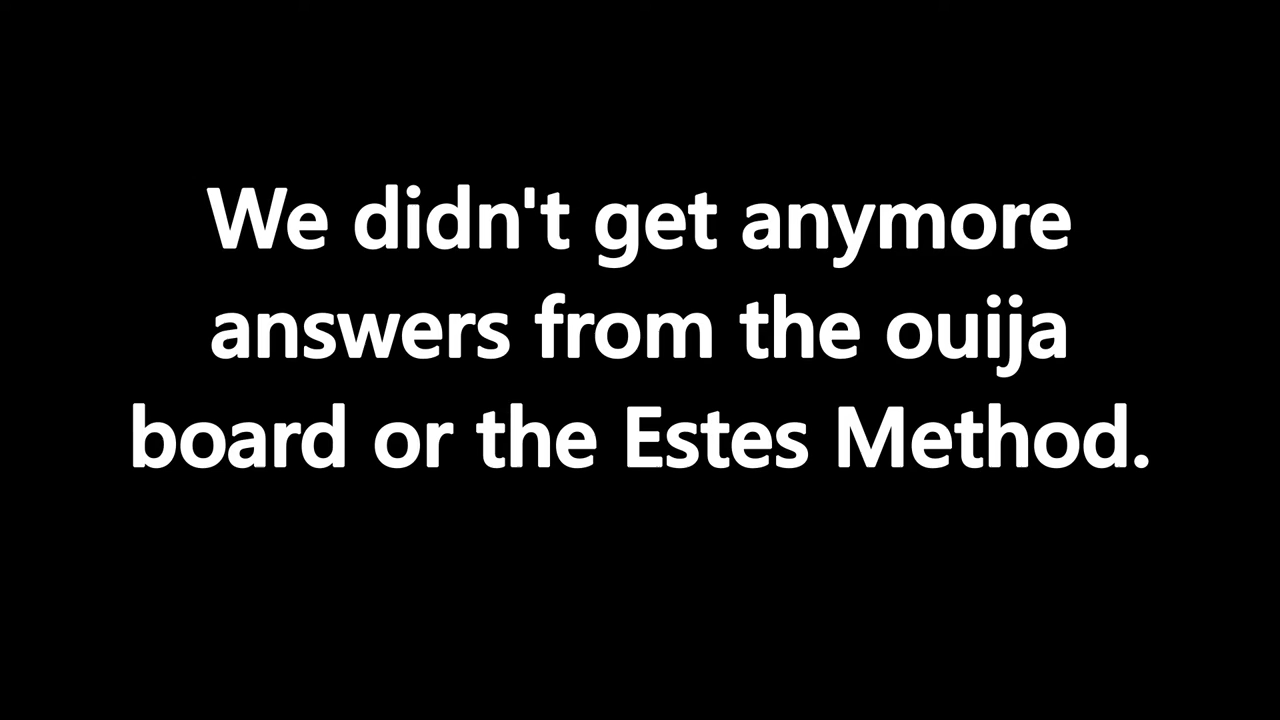 We didn't get anymore
answers from the ouija
board or the Estes Method.